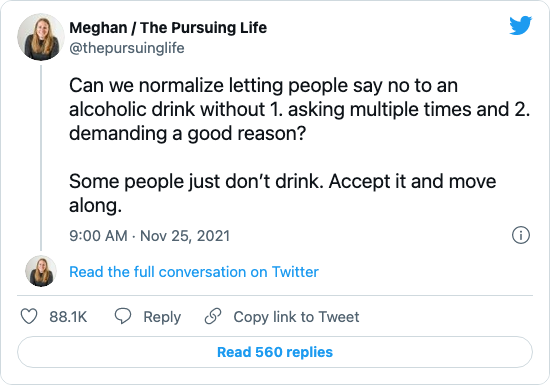 Meghan / The Pursuing Life
@thepursuinglife
Can we normalize letting people say no to an
alcoholic drink without 1. asking multiple times and 2.
demanding a good reason?
Some people just don’t drink. Accept it and move
along.
9:00 AM · Nov 25, 2021
Read the full conversation on Twitter
88.1K Reply Copy link to Tweet
Read 560 replies